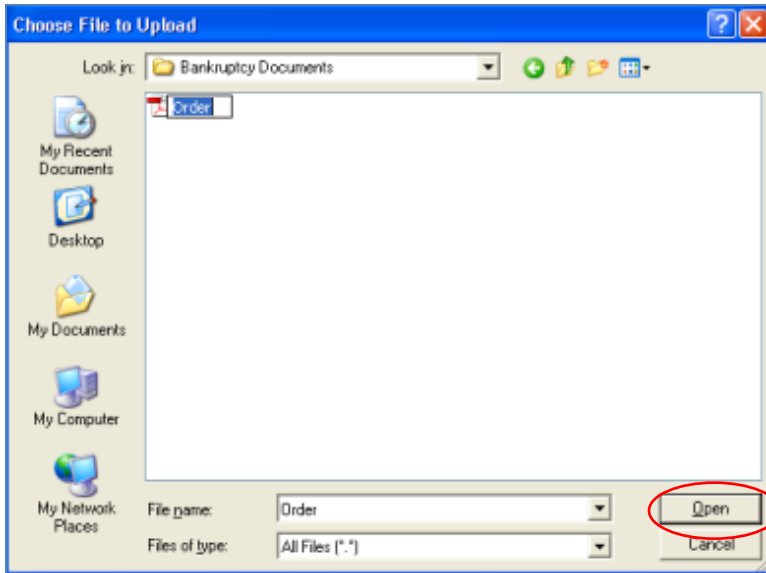 Choose File to Upload
Look in: Bankruptcy Documents
Order
My Recent
Documents
Desktop
My Documents
My Computer
My Network
Places
File name: Order Open
Files of type: All Files (*.*) Cancel